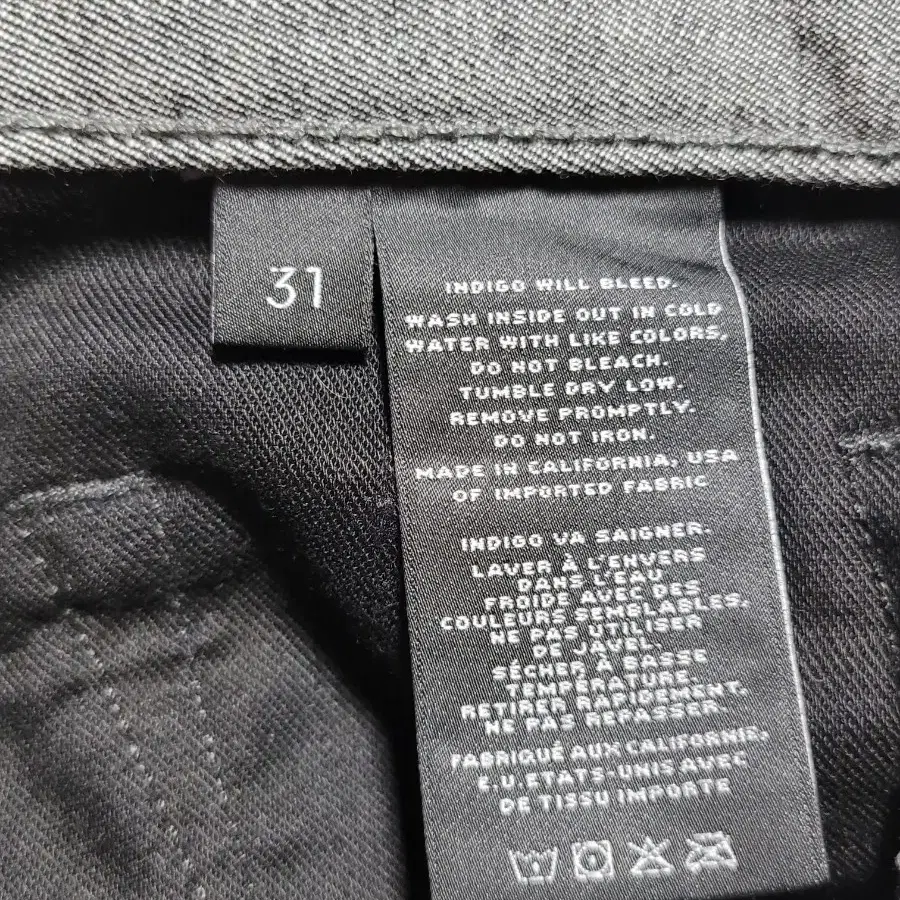 31
INDIGO WILL BLEED.
WASH INSIDE OUT IN COLD
WATER WITH LIKE COLORS,
DO NOT BLEACH.
TUMBLE DRY LOW.
REMOVE PROMPTLY.
DO NOT IRON.
MADE IN CALIFORNIA, USA
OF IMPORTED FABRIC
INDIGO VA SAIGNER.
LAVER À L'ENVERS
DANS L'EAU
FROIDE AVEC DES
COULEURS SEMBLABLES,
NE PAS UTILISER
DE JAVEL.
SÉCHER À BASSE
TEMPÉRATURE.
RETIRER RAPIDEMENT.
NE PAS REPASSER.
FABRIQUÉ AUX CALIFORNIE,
E.U.ETATS-UNIS AVEC
DE TISSU IMPORTE